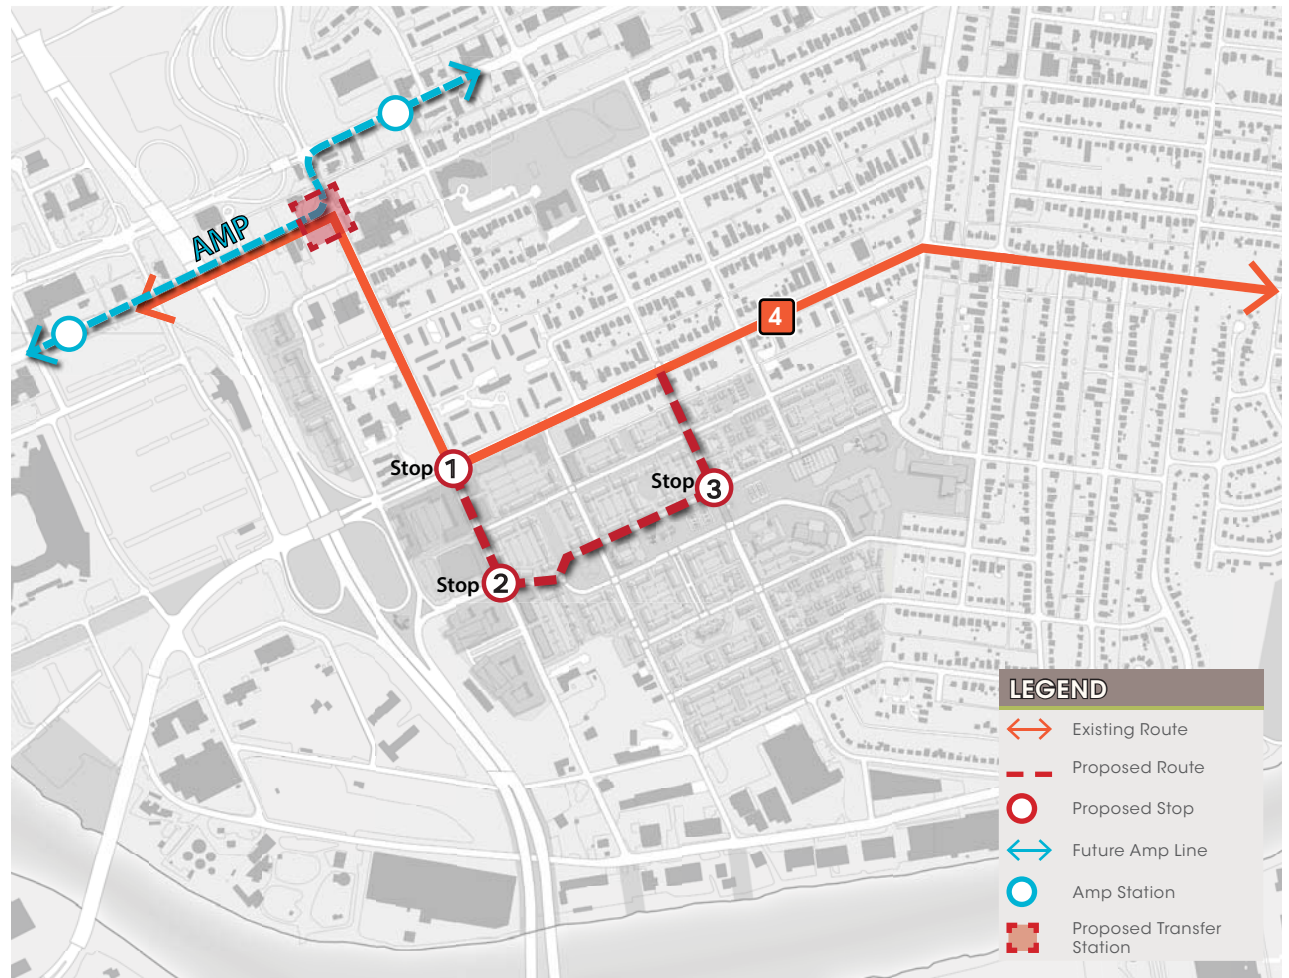 AMP
4
Stop 1
Stop 3
Stop 2
LEGEND
Existing Route
Proposed Route
Proposed Stop
Future Amp Line
Amp Station
Proposed Transfer
Station